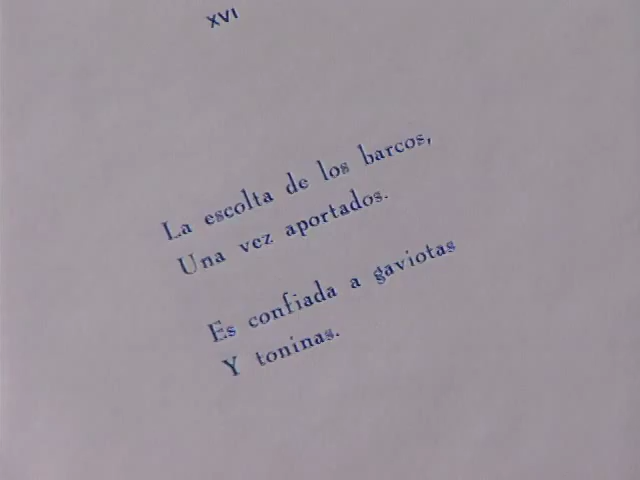 XVI
La escolta de los barcos,
Una vez aportados.
Es confiada a gaviotas
Y toninas.